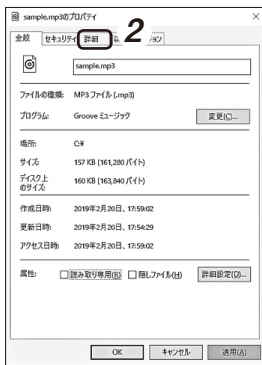 sample.mp3のプロパティ
全般 セキュリティ 詳細 2
sample.mp3
ファイルの種類: MP3 ファイル (.mp3)
プログラム: Groove ミュージック 変更(C)...
場所: C:¥
サイズ: 157 KB (161,280 バイト)
ディスク上
のサイズ: 160 KB (163,840 バイト)
作成日時: 2019年2月20日、17:59:02
更新日時: 2019年2月20日、17:54:29
アクセス日時: 2019年2月20日、17:59:02
属性: 読み取り専用(R) 隠しファイル(H) 詳細設定(D)...
OK キャンセル 適用(A)